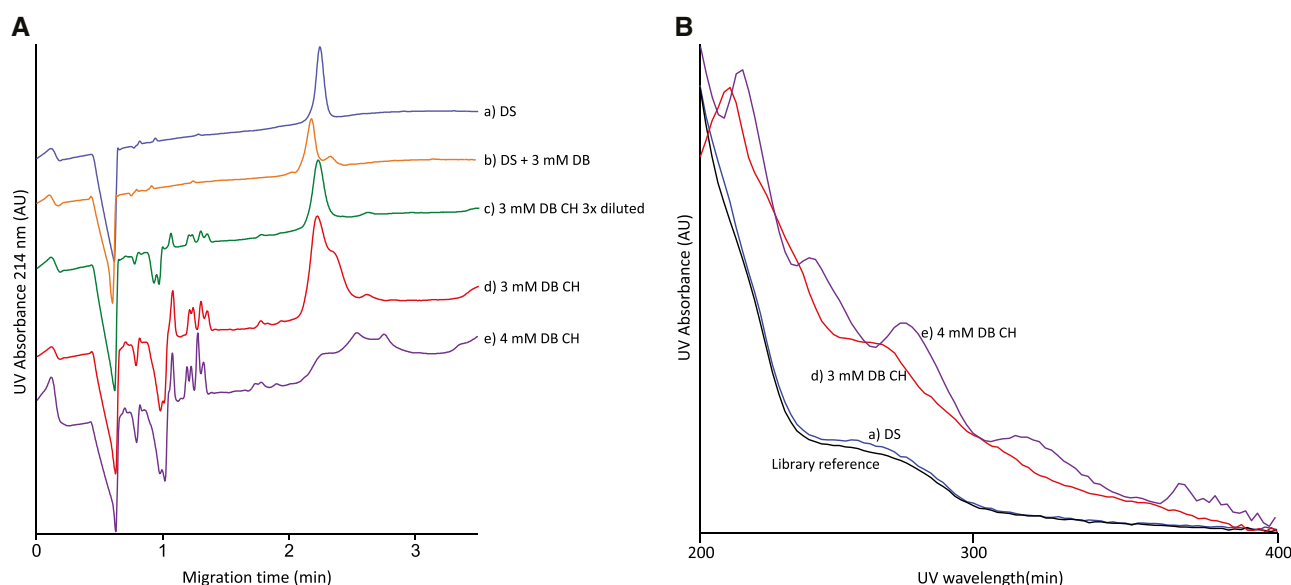 A
UV Absorbance 214 nm (AU)
a) DS
b) DS + 3 mM DB
c) 3 mM DB CH 3x diluted
d) 3 mM DB CH
e) 4 mM DB CH
0 1 2 3
Migration time (min)
B
UV Absorbance (AU)
e) 4 mM DB CH
d) 3 mM DB CH
a) DS
Library reference
200 300 400
UV wavelength(min)